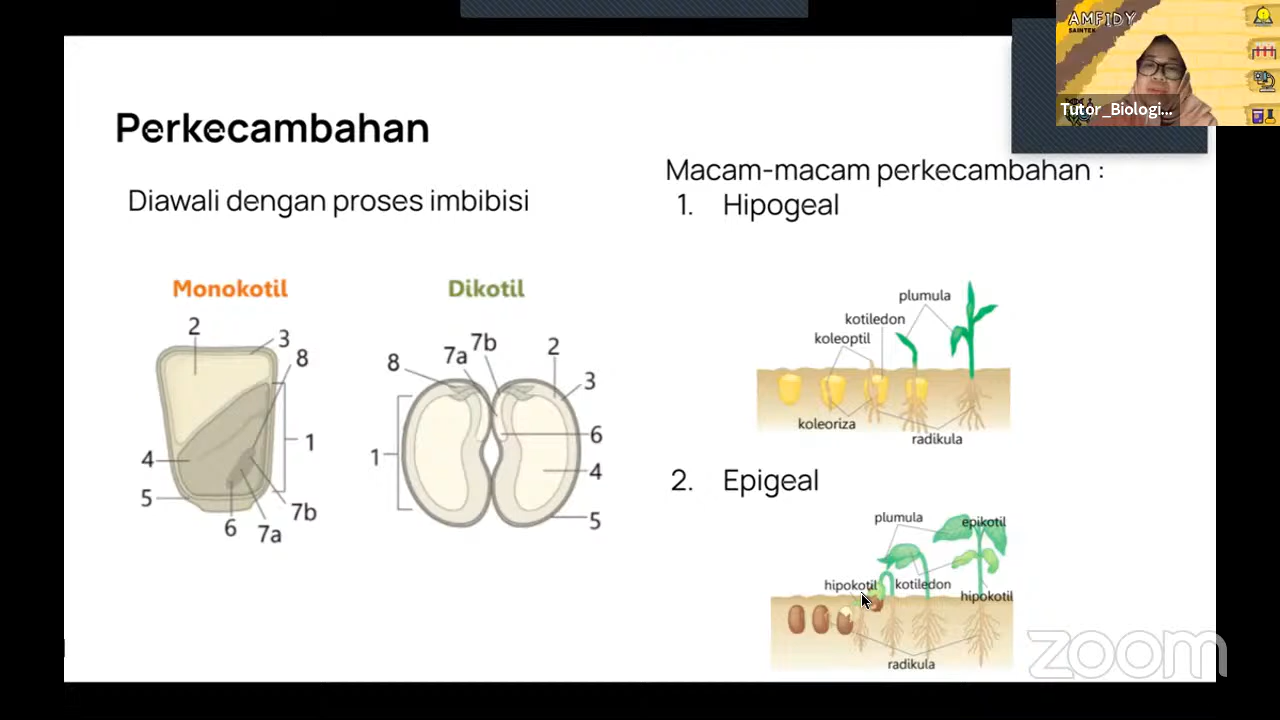 AMFIDY
SAINTEK
Tutor_Biologi...
Perkecambahan
Diawali dengan proses imbibisi
Monokotil
2
3
8
1
4
5
6
7a
7b
Dikotil
8
7a
7b
2
3
1
6
4
5
Macam-macam perkecambahan :
1. Hipogeal
plumula
kotiledon
koleoptil
koleoriza
radikula
2. Epigeal
plumula
epikotil
hipokotil
kotiledon
hipokotil
radikula
zoom